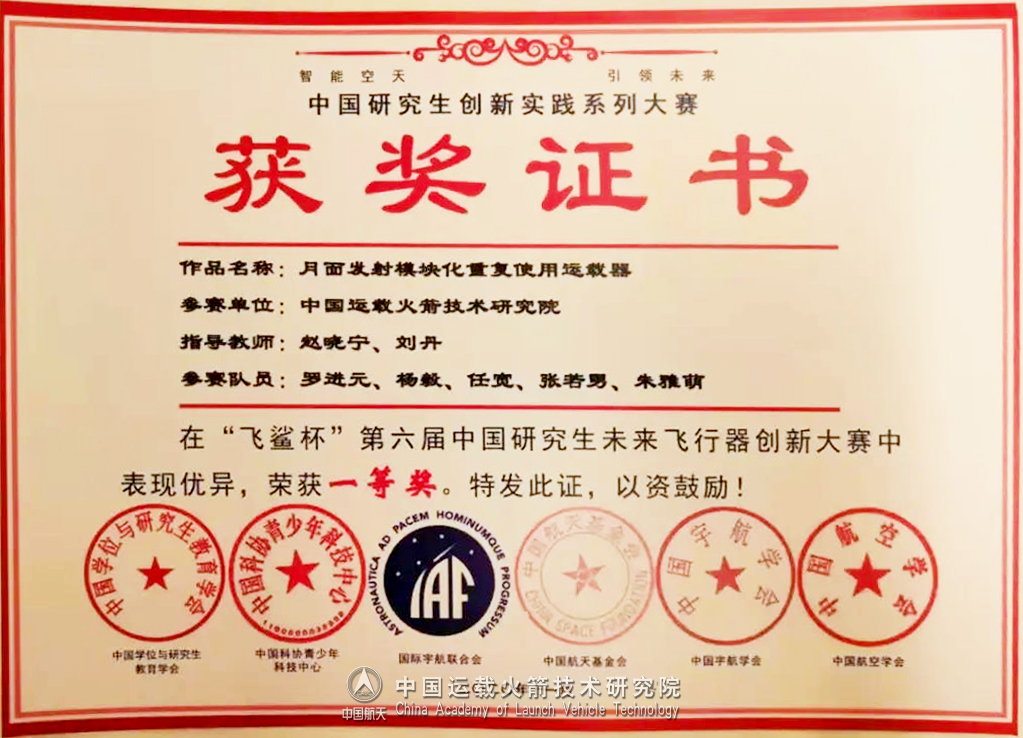 智能空天 引领未来
中国研究生创新实践系列大赛
获奖证书
作品名称：月面发射模块化重复使用运载器
参赛单位：中国运载火箭技术研究院
指导教师：赵晓宁、刘丹
参赛队员：罗进元、杨毅、任宽、张若男、朱雅萌
在“飞鲨杯”第六届中国研究生未来飞行器创新大赛中
表现优异，荣获一等奖。特发此证，以资鼓励！
中国学位与研究生教育学会
中国科协青少年科技中心
ASTRONAUTICA AD PACEM HOMINUMQUE PROGRESSUM
IAF
中国航天基金会
CHINA SPACE FOUNDATION
中国宇航学会
中国航空学会
中国学位与研究生
教育学会
中国科协青少年
科技中心
国际宇航联合会
中国航天基金会
中国宇航学会
中国航空学会
中国航天
中国运载火箭技术研究院
China Academy of Launch Vehicle Technology